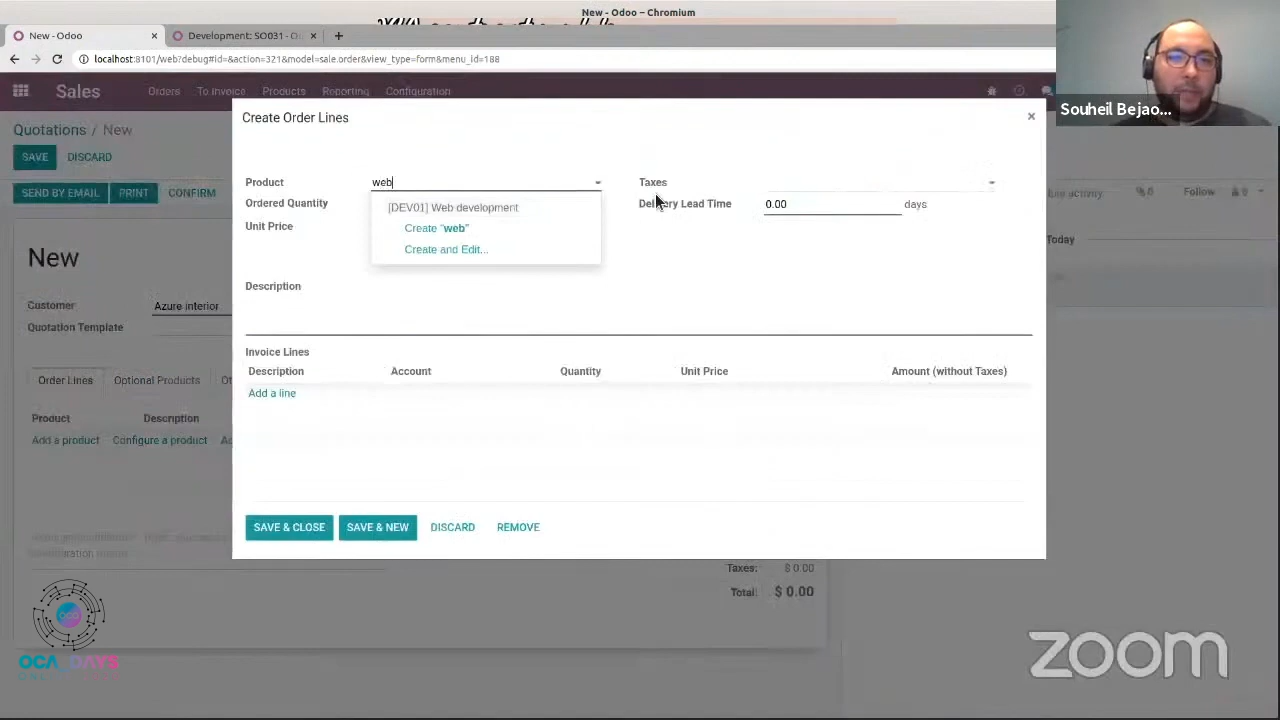 New - Odoo – Chromium
New - Odoo
Development: SO031 - O
localhost:8101/web?debug#id=&action=321&model=sale.order&view_type=form&menu_id=188
Sales Orders To Invoice Products Reporting Configuration
Souheil Bejao...
Create Order Lines
Quotations / New
SAVE DISCARD
SEND BY EMAIL PRINT CONFIRM
activity Follow 0
Today
Product web
Taxes
[DEV01] Web development
Create "web"
Create and Edit...
Ordered Quantity
Delivery Lead Time 0.00 days
Unit Price
New
Description
Customer Azure interior
Quotation Template
Invoice Lines
Description Account Quantity Unit Price Amount (without Taxes)
Add a line
Order Lines Optional Products
Product Description
Add a product Configure a product
SAVE & CLOSE SAVE & NEW DISCARD REMOVE
Taxes: $ 0.00
Total: $ 0.00
OCA_DAYS
zoom